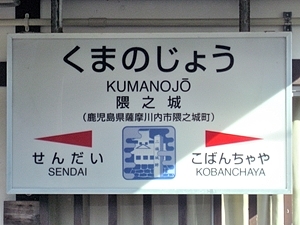 くまのじょう
KUMANOJŌ
隈之城
(鹿児島県薩摩川内市隈之城町)
せんだい
SENDAI
こばんちゃや
KOBANCHAYA